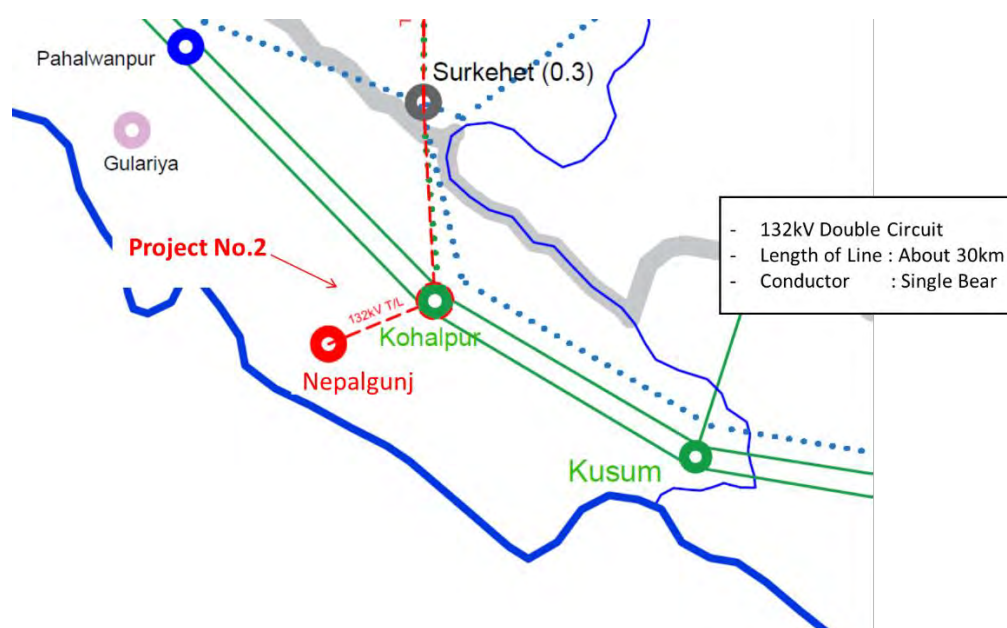 Pahalwanpur
Surkehet (0.3)
Gulariya
- 132kV Double Circuit
- Length of Line : About 30km
- Conductor : Single Bear
Project No.2
132kV T/L
Kohalpur
Nepalgunj
Kusum